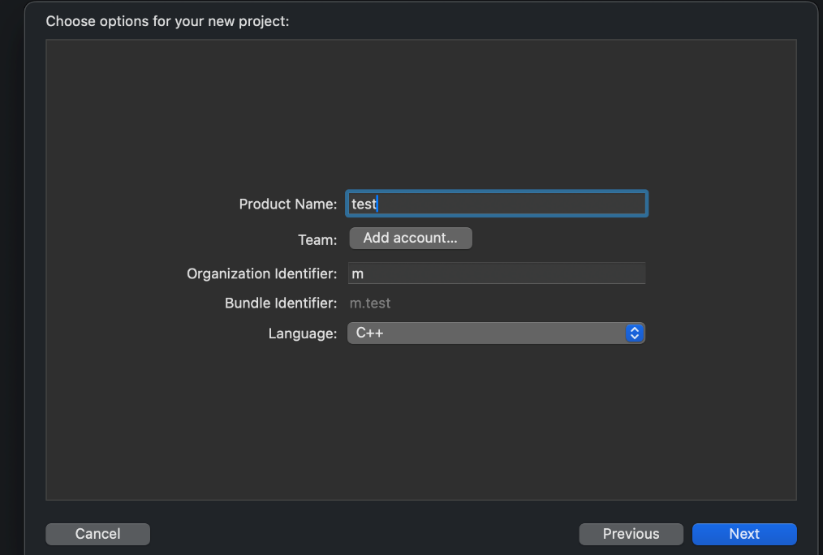 Choose options for your new project:
Product Name: test
Team: Add account...
Organization Identifier: m
Bundle Identifier: m.test
Language: C++
Cancel Previous Next